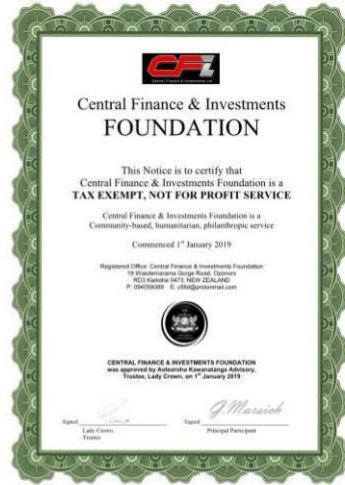 CFi
Central Finance & Investments Ltd
Central Finance & Investments
FOUNDATION
This Notice is to certify that
Central Finance & Investments Foundation is a
TAX EXEMPT, NOT FOR PROFIT SERVICE
Central Finance & Investments Foundation is a
Community-based, humanitarian, philanthropic service
Commenced 1st January 2019
Registered Office: Central Finance & Investments Foundation
19 Waiotemarama Gorge Road, Opononi
RD3 Kaikohe 0473, NEW ZEALAND
CENTRAL FINANCE & INVESTMENTS FOUNDATION
was approved by Aotearoha Kawanatanga Advisory,
Trustee, Lady Crown, on 1st January 2019
Signed
Signed G.Marsich
Lady Crown
Trustee
Principal Participant